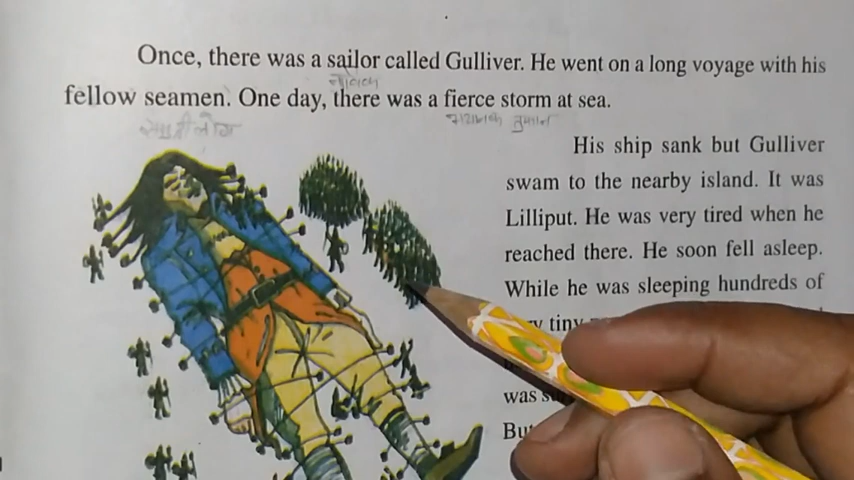 Once, there was a sailor called Gulliver. He went on a long voyage with his
नाविक
fellow seamen. One day, there was a fierce storm at sea.
भयानक तुफान
His ship sank but Gulliver
swam to the nearby island. It was
Lilliput. He was very tired when he
reached there. He soon fell asleep.
While he was sleeping hundreds of
tiny
was